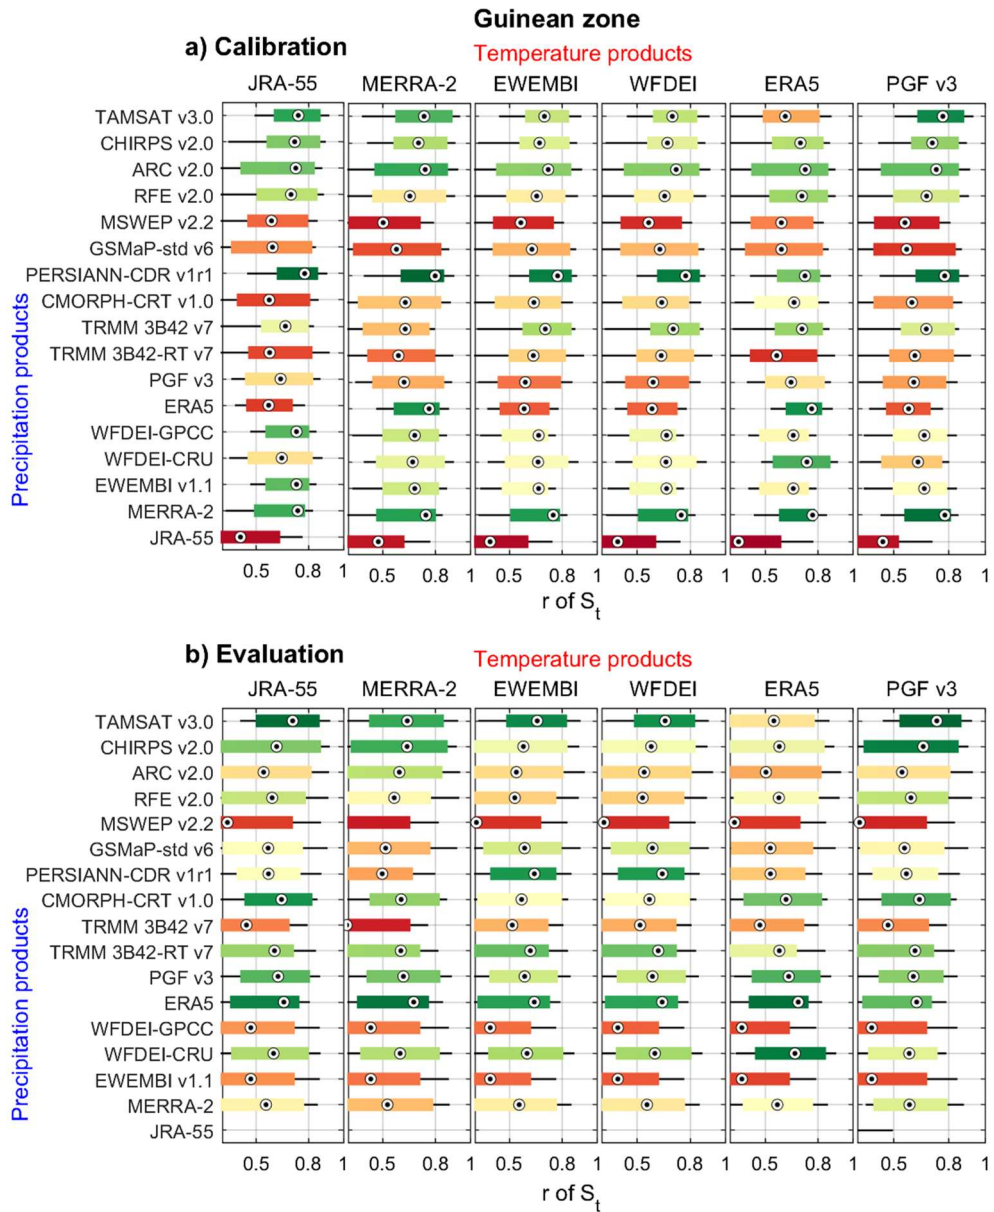 Guinean zone
a) Calibration
Temperature products
JRA-55 MERRA-2 EWEMBI WFDEI ERA5 PGF v3
Precipitation products
TAMSAT v3.0
CHIRPS v2.0
ARC v2.0
RFE v2.0
MSWEP v2.2
GSMaP-std v6
PERSIANN-CDR v1r1
CMORPH-CRT v1.0
TRMM 3B42 v7
TRMM 3B42-RT v7
PGF v3
ERA5
WFDEI-GPCC
WFDEI-CRU
EWEMBI v1.1
MERRA-2
JRA-55
0.5 0.8 1 0.5 0.8 1 0.5 0.8 1 0.5 0.8 1 0.5 0.8 1 0.5 0.8 1
r of St
b) Evaluation
Temperature products
JRA-55 MERRA-2 EWEMBI WFDEI ERA5 PGF v3
Precipitation products
TAMSAT v3.0
CHIRPS v2.0
ARC v2.0
RFE v2.0
MSWEP v2.2
GSMaP-std v6
PERSIANN-CDR v1r1
CMORPH-CRT v1.0
TRMM 3B42 v7
TRMM 3B42-RT v7
PGF v3
ERA5
WFDEI-GPCC
WFDEI-CRU
EWEMBI v1.1
MERRA-2
JRA-55
0.5 0.8 1 0.5 0.8 1 0.5 0.8 1 0.5 0.8 1 0.5 0.8 1 0.5 0.8 1
r of St